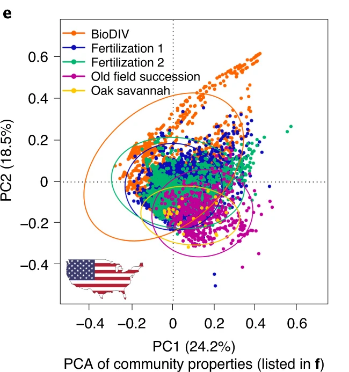 e
BioDIV
Fertilization 1
Fertilization 2
Old field succession
Oak savannah
0.6
0.4
0.2
0
−0.2
−0.4
PC2 (18.5%)
−0.4 −0.2 0 0.2 0.4 0.6
PC1 (24.2%)
PCA of community properties (listed in f)